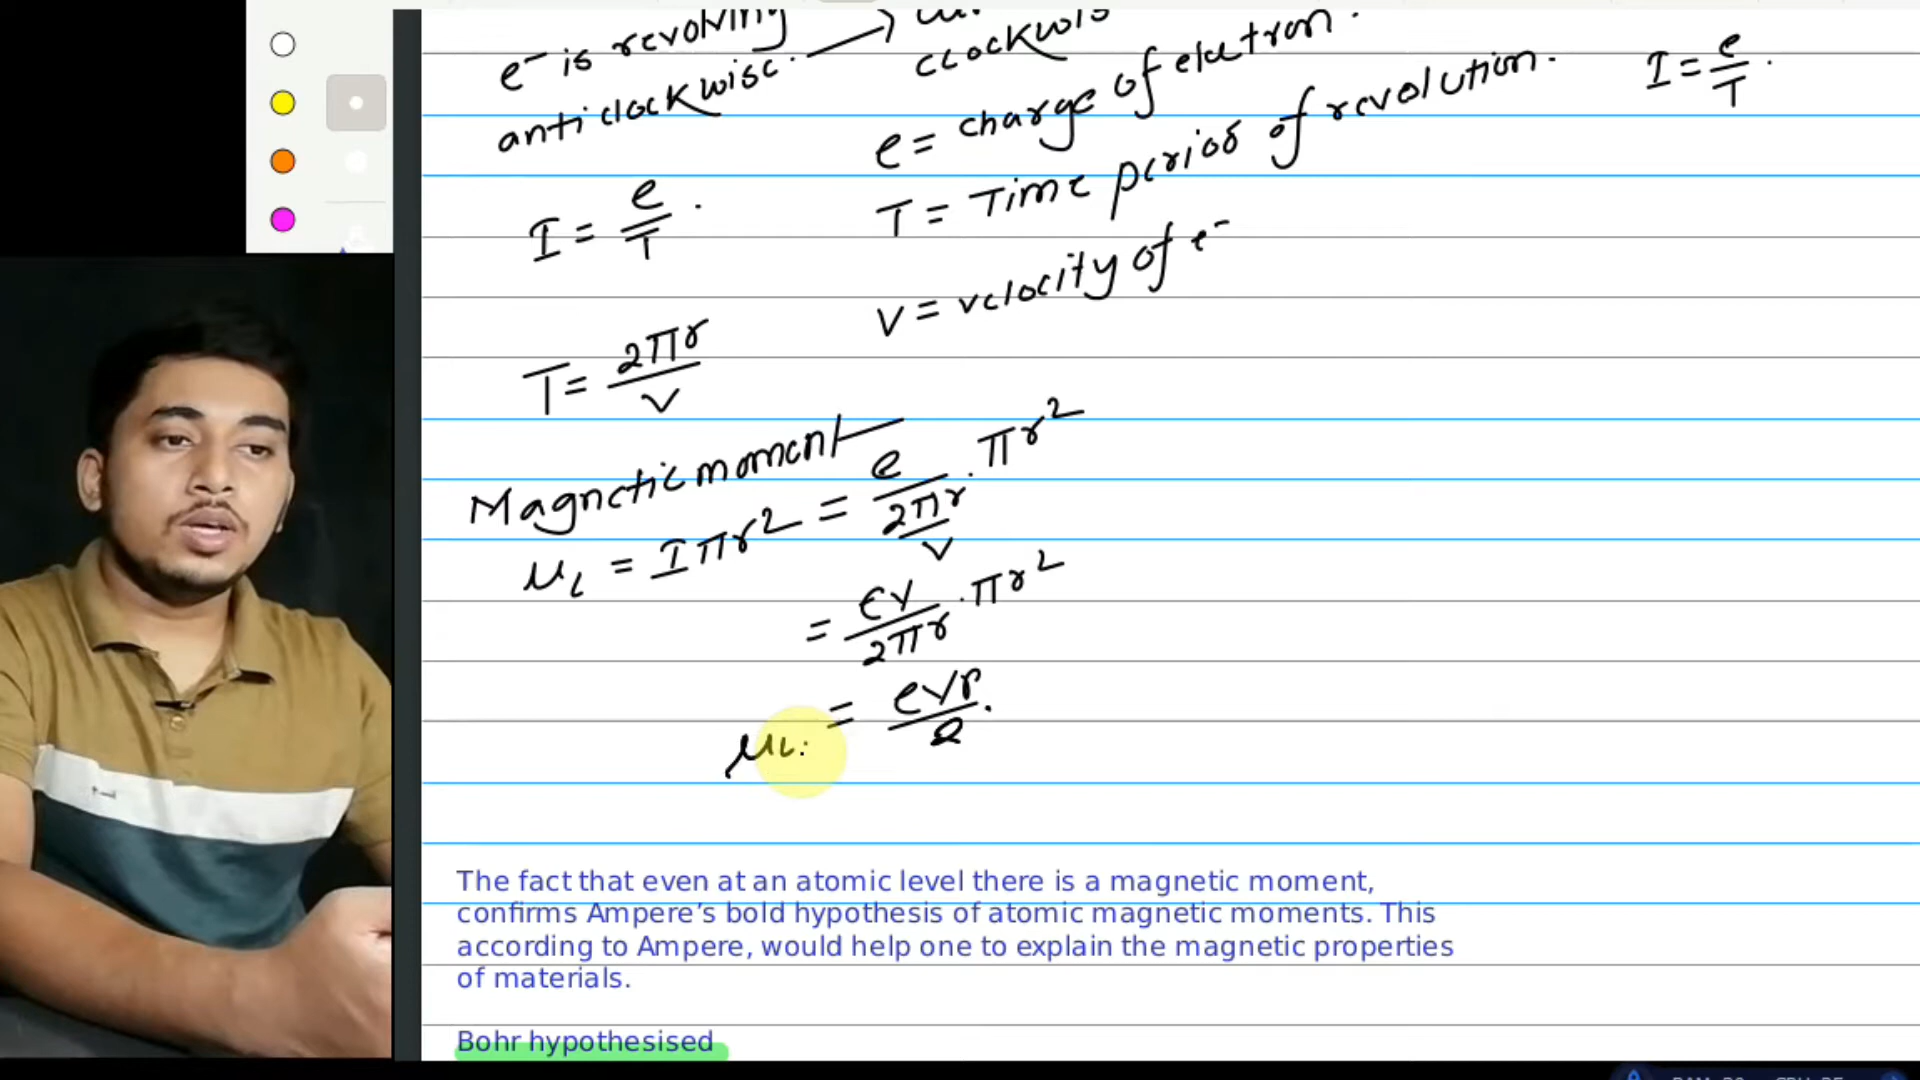 e⁻ is revolving
anticlockwise.
clockwis
e = charge of electron.
I = e/T.
T = Time period of revolution.
I = e/T.
v = velocity of e⁻
T = 2πr/v
Magnetic moment
μ_L = Iπr² = e/(2πr/v) . πr²
= ev/2πr . πr²
μ_L. = evr/2.
The fact that even at an atomic level there is a magnetic moment,
confirms Ampere’s bold hypothesis of atomic magnetic moments. This
according to Ampere, would help one to explain the magnetic properties
of materials.
Bohr hypothesised